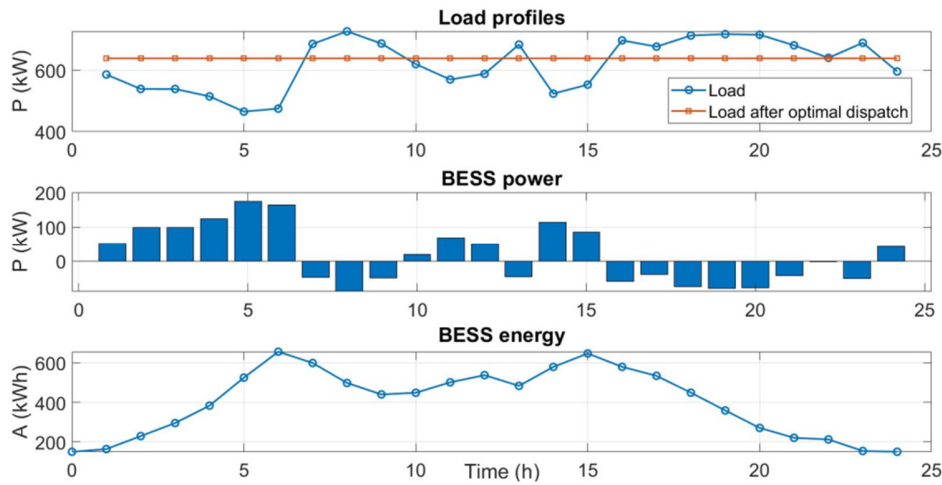 Load profiles
P (kW)
600
400
Load
Load after optimal dispatch
0 5 10 15 20 25
BESS power
P (kW)
200
100
0
0 5 10 15 20 25
BESS energy
A (kWh)
600
400
200
0 5 10 15 20 25
Time (h)